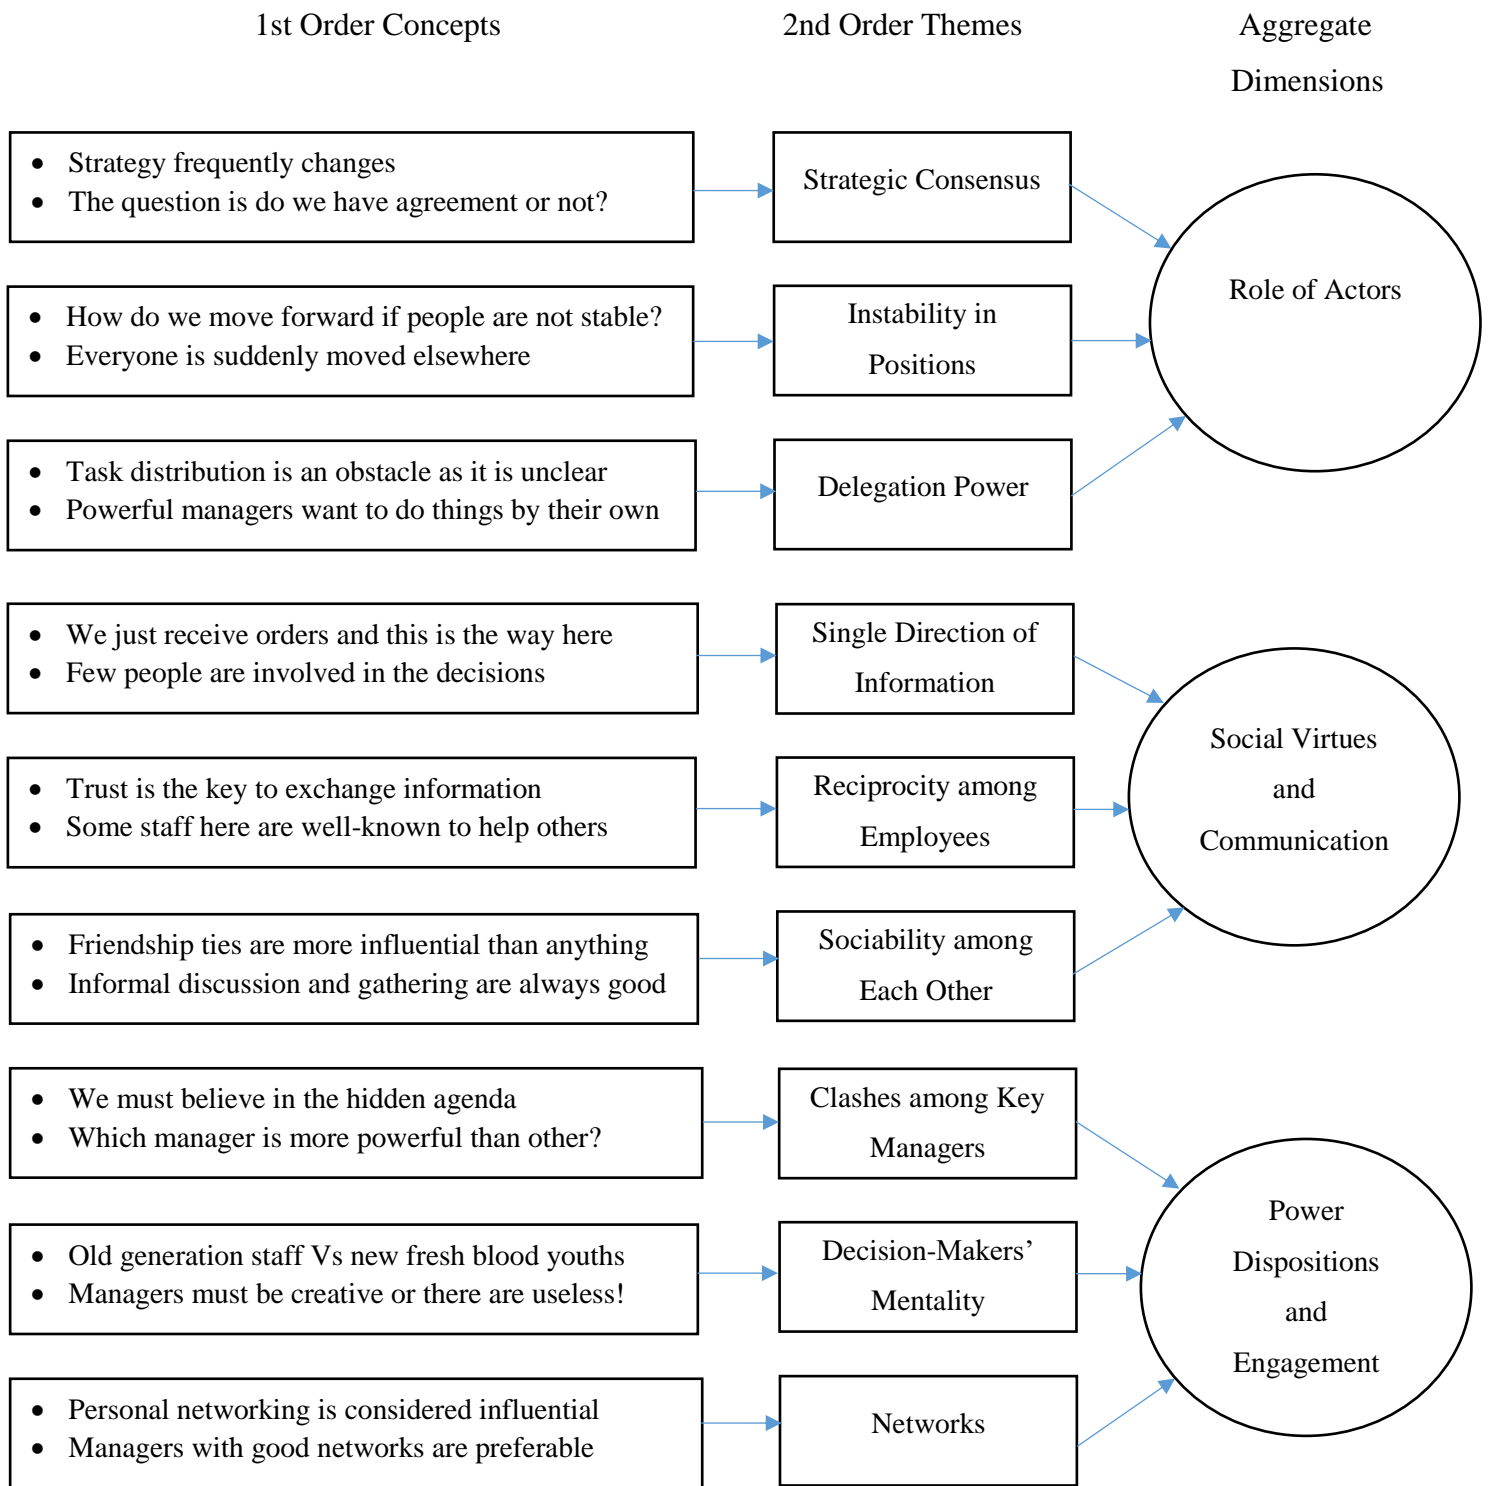 1st Order Concepts
2nd Order Themes
Aggregate
Dimensions
• Strategy frequently changes
• The question is do we have agreement or not?
Strategic Consensus
• How do we move forward if people are not stable?
• Everyone is suddenly moved elsewhere
Instability in
Positions
• Task distribution is an obstacle as it is unclear
• Powerful managers want to do things by their own
Delegation Power
Role of Actors
• We just receive orders and this is the way here
• Few people are involved in the decisions
Single Direction of
Information
• Trust is the key to exchange information
• Some staff here are well-known to help others
Reciprocity among
Employees
• Friendship ties are more influential than anything
• Informal discussion and gathering are always good
Sociability among
Each Other
Social Virtues
and
Communication
• We must believe in the hidden agenda
• Which manager is more powerful than other?
Clashes among Key
Managers
• Old generation staff Vs new fresh blood youths
• Managers must be creative or there are useless!
Decision-Makers’
Mentality
• Personal networking is considered influential
• Managers with good networks are preferable
Networks
Power
Dispositions
and
Engagement